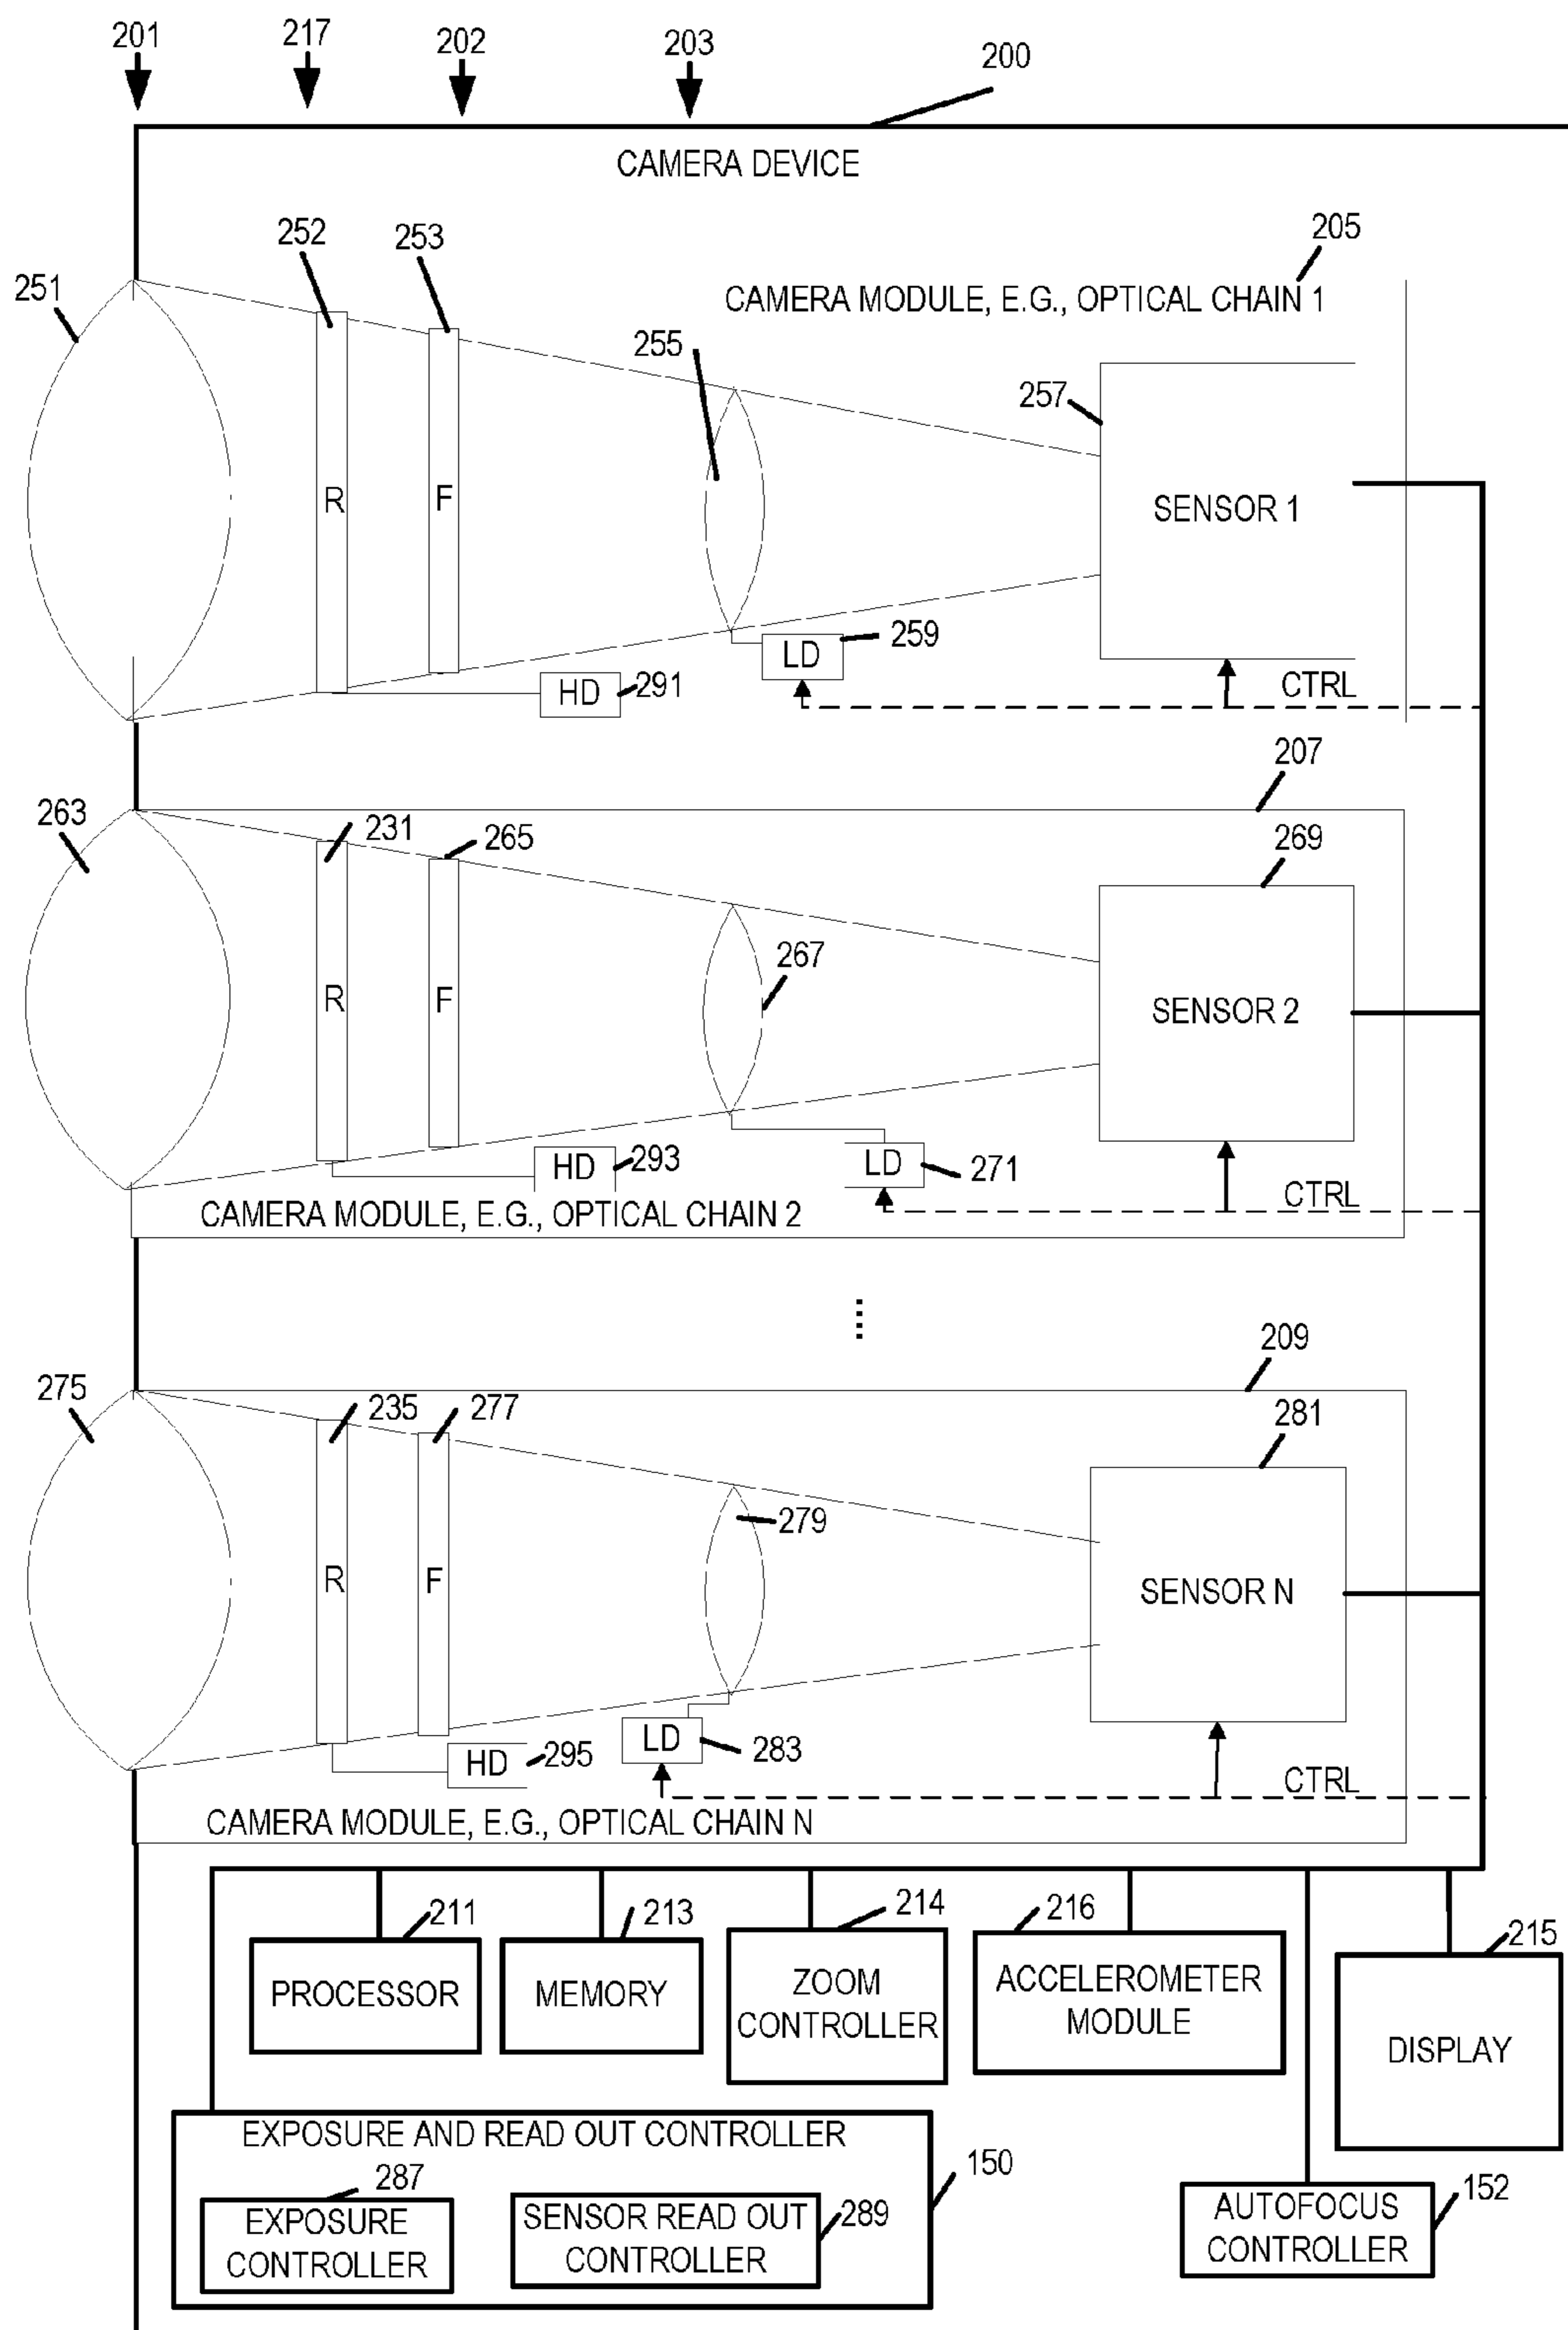 201
217
202
203
200
CAMERA DEVICE
252
253
205
251
CAMERA MODULE, E.G., OPTICAL CHAIN 1
255
257
R
F
SENSOR 1
259
LD
HD
291
CTRL
207
263
231
265
269
267
R
F
SENSOR 2
HD
293
LD
271
CTRL
CAMERA MODULE, E.G., OPTICAL CHAIN 2
209
275
235
277
281
279
R
F
SENSOR N
LD
283
HD
295
CTRL
CAMERA MODULE, E.G., OPTICAL CHAIN N
211
213
214
216
215
PROCESSOR
MEMORY
ZOOM
CONTROLLER
ACCELEROMETER
MODULE
DISPLAY
EXPOSURE AND READ OUT CONTROLLER
150
287
152
EXPOSURE
CONTROLLER
SENSOR READ OUT
CONTROLLER
289
AUTOFOCUS
CONTROLLER